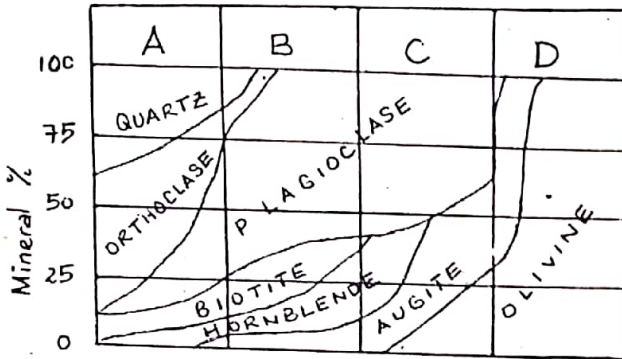 A B C D
100
QUARTZ
75
ORTHOCLASE
PLAGIOCLASE
50
Mineral %
25
BIOTITE
HORNBLENDE
AUGITE
OLIVINE
0